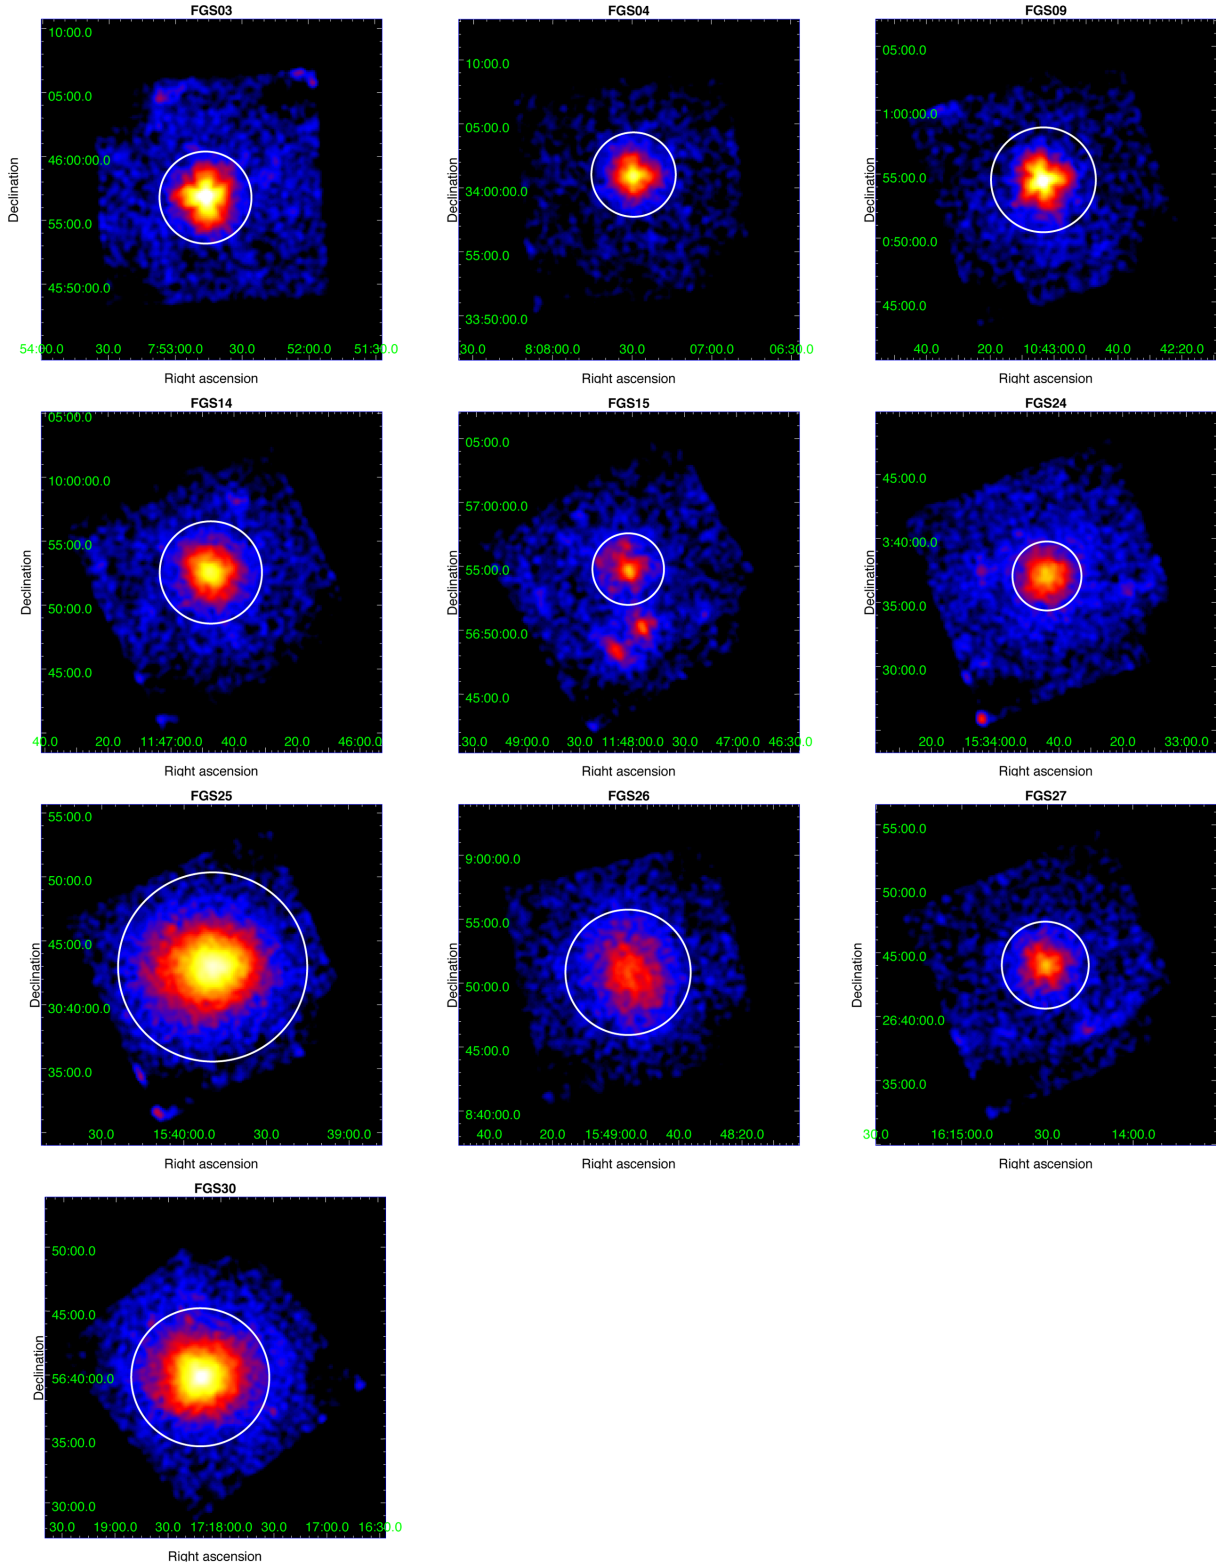 FGS03
10:00.0
05:00.0
46:00:00.0
55:00.0
45:50:00.0
54:00.0 30.0 7:53:00.0 30.0 52:00.0 51:30.0
Declination
Right ascension
FGS04
10:00.0
05:00.0
34:00:00.0
55:00.0
33:50:00.0
30.0 8:08:00.0 30.0 07:00.0 06:30.0
Right ascension
FGS09
05:00.0
1:00:00.0
55:00.0
0:50:00.0
45:00.0
40.0 20.0 10:43:00.0 40.0 42:20.0
Declination
Right ascension
FGS14
05:00.0
10:00:00.0
55:00.0
50:00.0
45:00.0
40.0 20.0 11:47:00.0 40.0 20.0 46:00.0
Declination
Right ascension
FGS15
05:00.0
57:00:00.0
55:00.0
56:50:00.0
45:00.0
30.0 49:00.0 30.0 11:48:00.0 30.0 47:00.0 46:30.0
Declination
Right ascension
FGS24
45:00.0
3:40:00.0
35:00.0
30:00.0
20.0 15:34:00.0 40.0 20.0 33:00.0
Declination
Right ascension
FGS25
55:00.0
50:00.0
45:00.0
30:40:00.0
35:00.0
30.0 15:40:00.0 30.0 39:00.0
Declination
Right ascension
FGS26
9:00:00.0
55:00.0
50:00.0
45:00.0
8:40:00.0
40.0 20.0 15:49:00.0 40.0 48:20.0
Declination
Right ascension
FGS27
55:00.0
50:00.0
45:00.0
26:40:00.0
35:00.0
30.0 16:15:00.0 30.0 14:00.0
Declination
Right ascension
FGS30
50:00.0
45:00.0
56:40:00.0
35:00.0
30:00.0
30.0 19:00.0 30.0 17:18:00.0 30.0 17:00.0 16:30.0
Declination
Right ascension